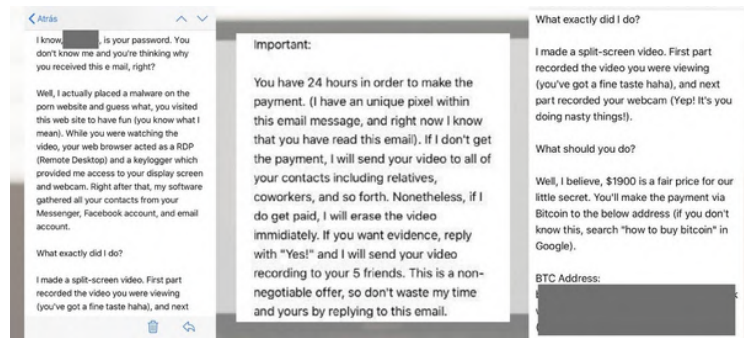 Atrás
I know, , is your password. You
don't know me and you're thinking why
you received this e mail, right?
Well, I actually placed a malware on the
porn website and guess what, you visited
this web site to have fun (you know what I
mean). While you were watching the
video, your web browser acted as a RDP
(Remote Desktop) and a keylogger which
provided me access to your display screen
and webcam. Right after that, my software
gathered all your contacts from your
Messenger, Facebook account, and email
account.
What exactly did I do?
I made a split-screen video. First part
recorded the video you were viewing
(you've got a fine taste haha), and next
Important:
You have 24 hours in order to make the
payment. (I have an unique pixel within
this email message, and right now I know
that you have read this email). If I don't get
the payment, I will send your video to all of
your contacts including relatives,
coworkers, and so forth. Nonetheless, if I
do get paid, I will erase the video
immidiately. If you want evidence, reply
with "Yes!" and I will send your video
recording to your 5 friends. This is a non-
negotiable offer, so don't waste my time
and yours by replying to this email.
What exactly did I do?
I made a split-screen video. First part
recorded the video you were viewing
(you've got a fine taste haha), and next
part recorded your webcam (Yep! It's you
doing nasty things!).
What should you do?
Well, I believe, $1900 is a fair price for our
little secret. You'll make the payment via
Bitcoin to the below address (if you don't
know this, search "how to buy bitcoin" in
Google).
BTC Address: